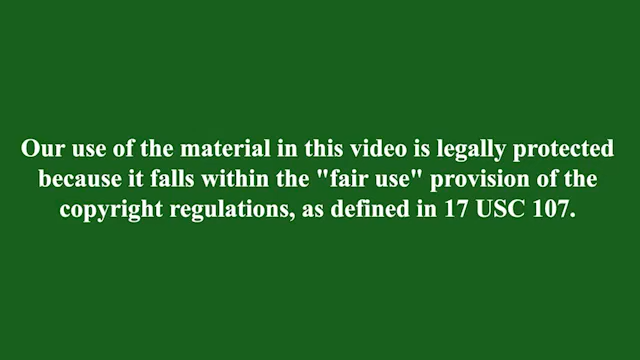 Our use of the material in this video is legally protected
because it falls within the "fair use" provision of the
copyright regulations, as defined in 17 USC 107.